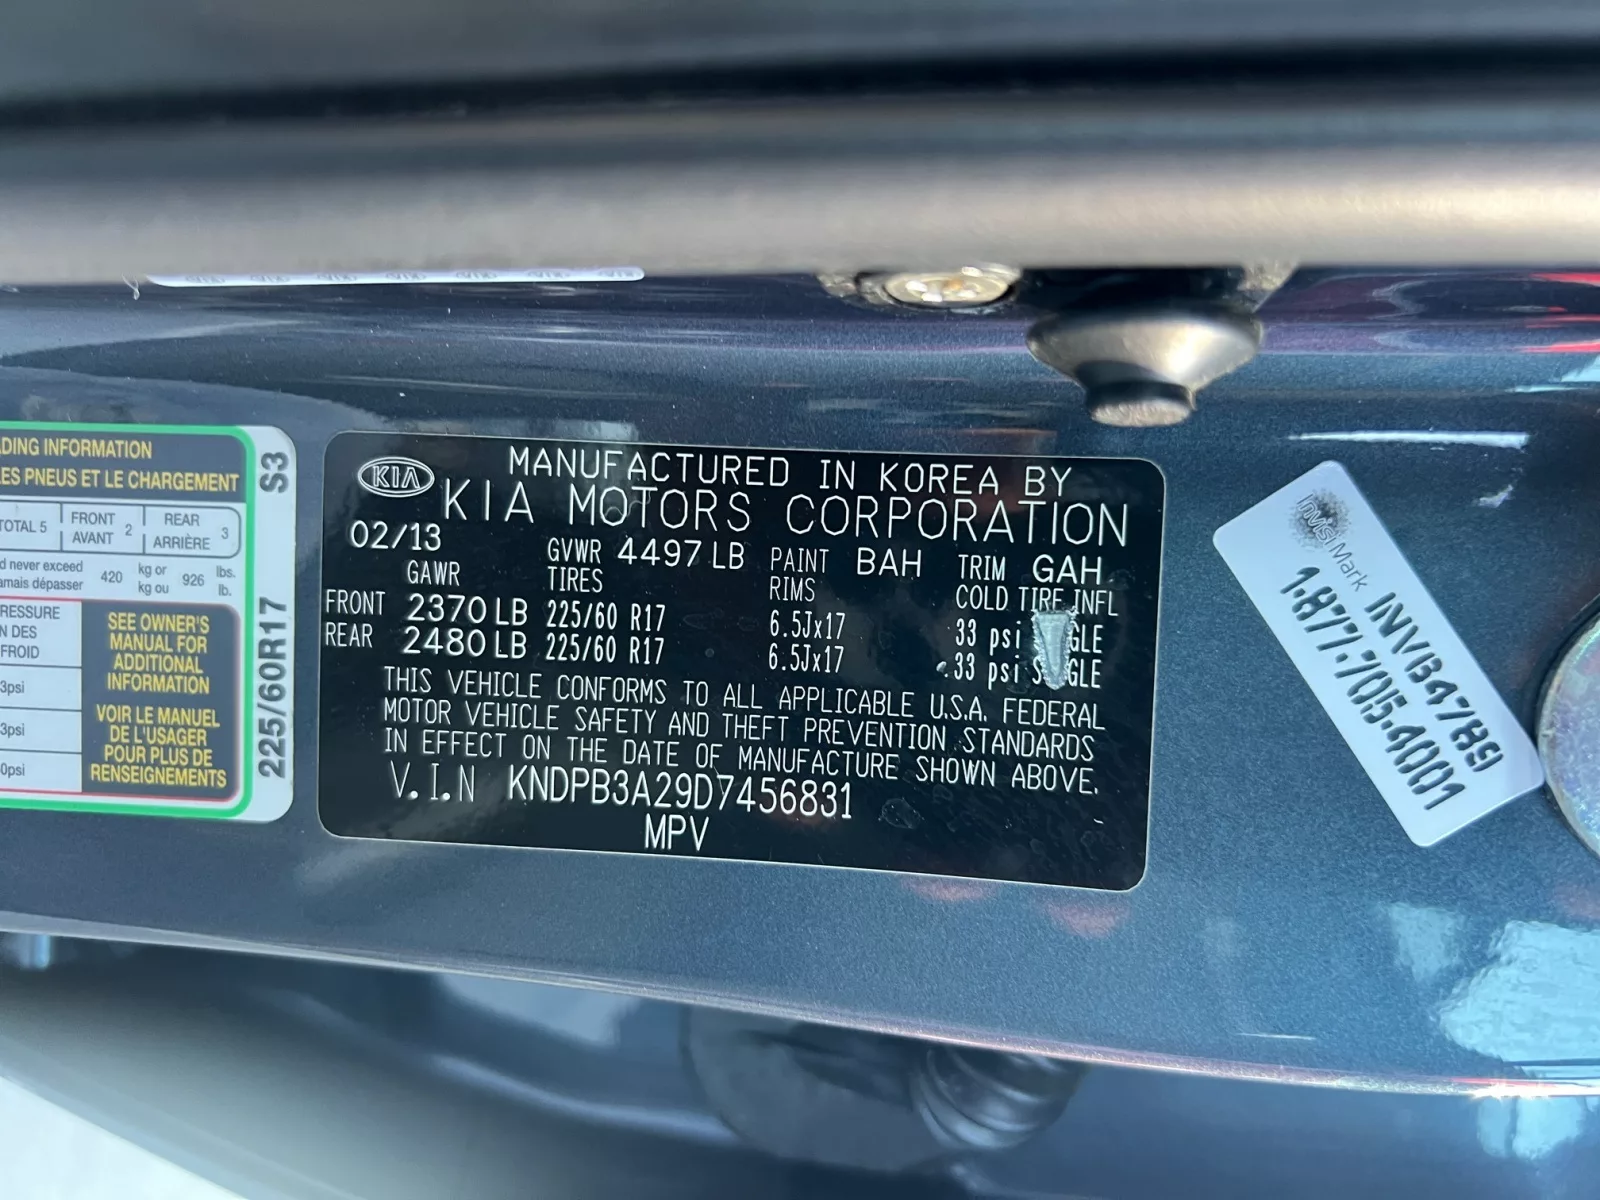 ADING INFORMATION
LES PNEUS ET LE CHARGEMENT
TOTAL 5 FRONT AVANT 2 REAR ARRIÈRE 3
d never exceed
amais dépasser
420 kg or kg ou 926 lbs. lb.
RESSURE
N DES
FROID
3psi
3psi
0psi
SEE OWNER'S
MANUAL FOR
ADDITIONAL
INFORMATION
VOIR LE MANUEL
DE L'USAGER
POUR PLUS DE
RENSEIGNEMENTS
225/60R17 S3
KIA
MANUFACTURED IN KOREA BY
KIA MOTORS CORPORATION
02/13 GVWR 4497 LB PAINT BAH TRIM GAH
GAWR TIRES RIMS COLD TIRE INFL
FRONT 2370 LB 225/60 R17 6.5Jx17 33 psi GLE
REAR 2480 LB 225/60 R17 6.5Jx17 33 psi S GLE
THIS VEHICLE CONFORMS TO ALL APPLICABLE U.S.A. FEDERAL
MOTOR VEHICLE SAFETY AND THEFT PREVENTION STANDARDS
IN EFFECT ON THE DATE OF MANUFACTURE SHOWN ABOVE.
V.I.N KNDPB3A29D7456831
MPV
InvisiMark
INVB4789
1.877.705.4001